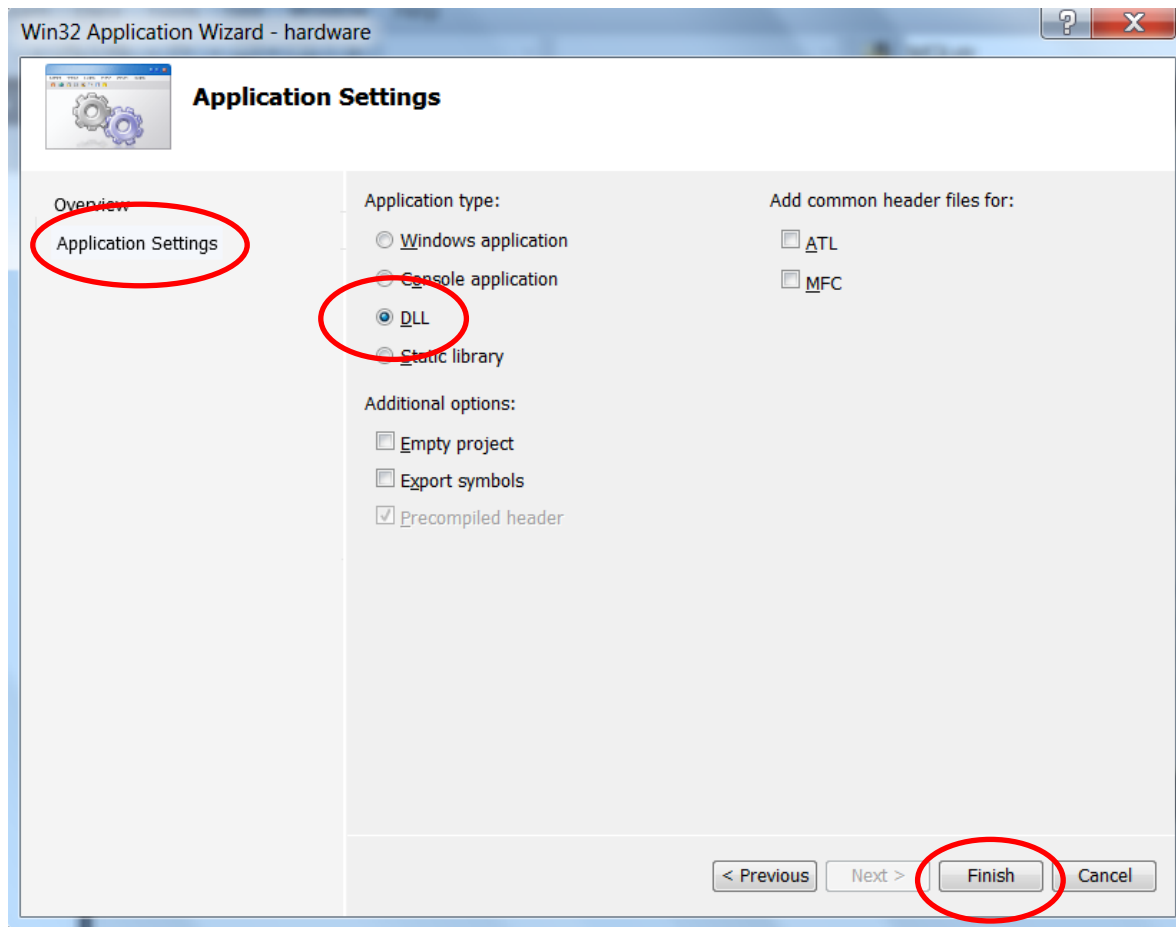 Win32 Application Wizard - hardware
Application Settings
Overview
Application Settings
Application type:
Windows application
Console application
DLL
Static library
Additional options:
Empty project
Export symbols
Precompiled header
Add common header files for:
ATL
MFC
< Previous
Next >
Finish
Cancel